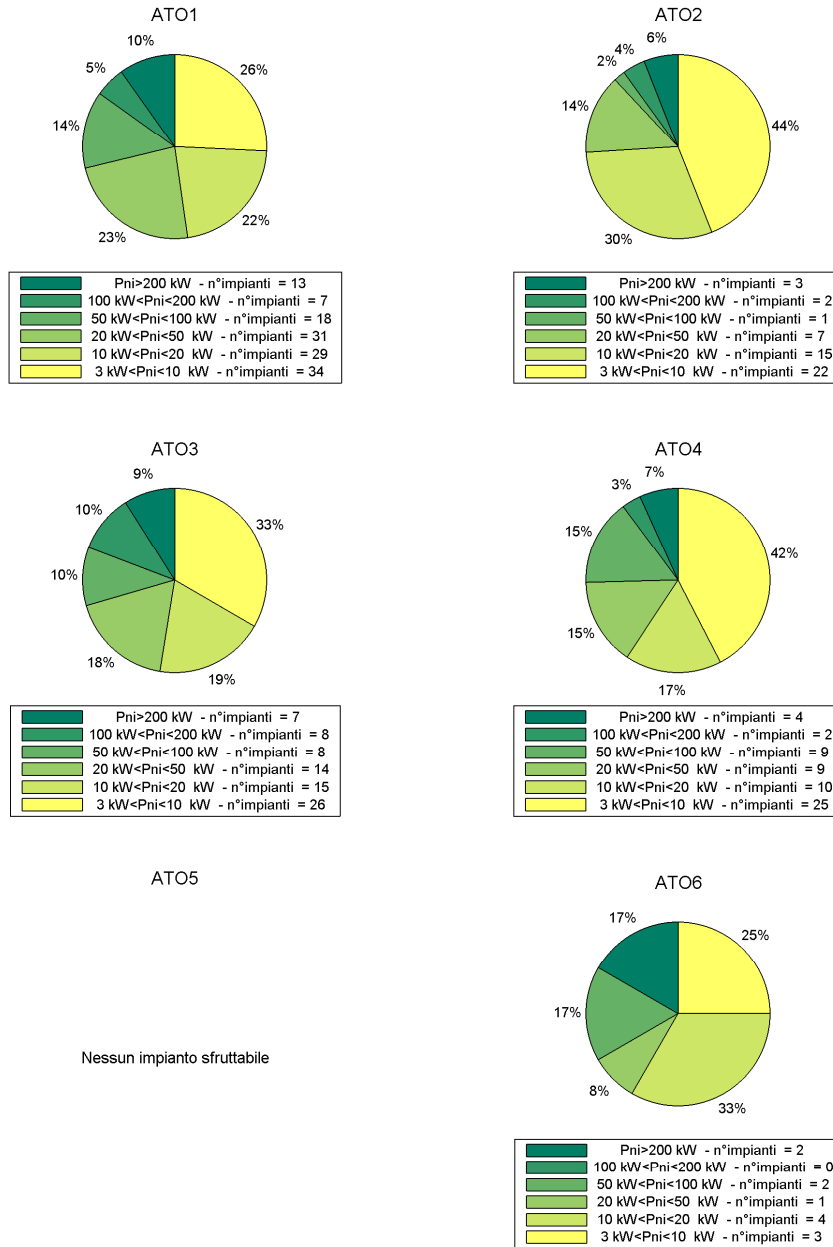 ATO1
10%
26%
5%
14%
23%
22%
Pni>200 kW - n°impianti = 13
100 kW<Pni<200 kW - n°impianti = 7
50 kW<Pni<100 kW - n°impianti = 18
20 kW<Pni<50 kW - n°impianti = 31
10 kW<Pni<20 kW - n°impianti = 29
3 kW<Pni<10 kW - n°impianti = 34
ATO2
6%
4%
2%
14%
44%
30%
Pni>200 kW - n°impianti = 3
100 kW<Pni<200 kW - n°impianti = 2
50 kW<Pni<100 kW - n°impianti = 1
20 kW<Pni<50 kW - n°impianti = 7
10 kW<Pni<20 kW - n°impianti = 15
3 kW<Pni<10 kW - n°impianti = 22
ATO3
9%
10%
33%
10%
18%
19%
Pni>200 kW - n°impianti = 7
100 kW<Pni<200 kW - n°impianti = 8
50 kW<Pni<100 kW - n°impianti = 8
20 kW<Pni<50 kW - n°impianti = 14
10 kW<Pni<20 kW - n°impianti = 15
3 kW<Pni<10 kW - n°impianti = 26
ATO4
7%
3%
15%
42%
15%
17%
Pni>200 kW - n°impianti = 4
100 kW<Pni<200 kW - n°impianti = 2
50 kW<Pni<100 kW - n°impianti = 9
20 kW<Pni<50 kW - n°impianti = 9
10 kW<Pni<20 kW - n°impianti = 10
3 kW<Pni<10 kW - n°impianti = 25
ATO5
Nessun impianto sfruttabile
ATO6
17%
25%
17%
8%
33%
Pni>200 kW - n°impianti = 2
100 kW<Pni<200 kW - n°impianti = 0
50 kW<Pni<100 kW - n°impianti = 2
20 kW<Pni<50 kW - n°impianti = 1
10 kW<Pni<20 kW - n°impianti = 4
3 kW<Pni<10 kW - n°impianti = 3